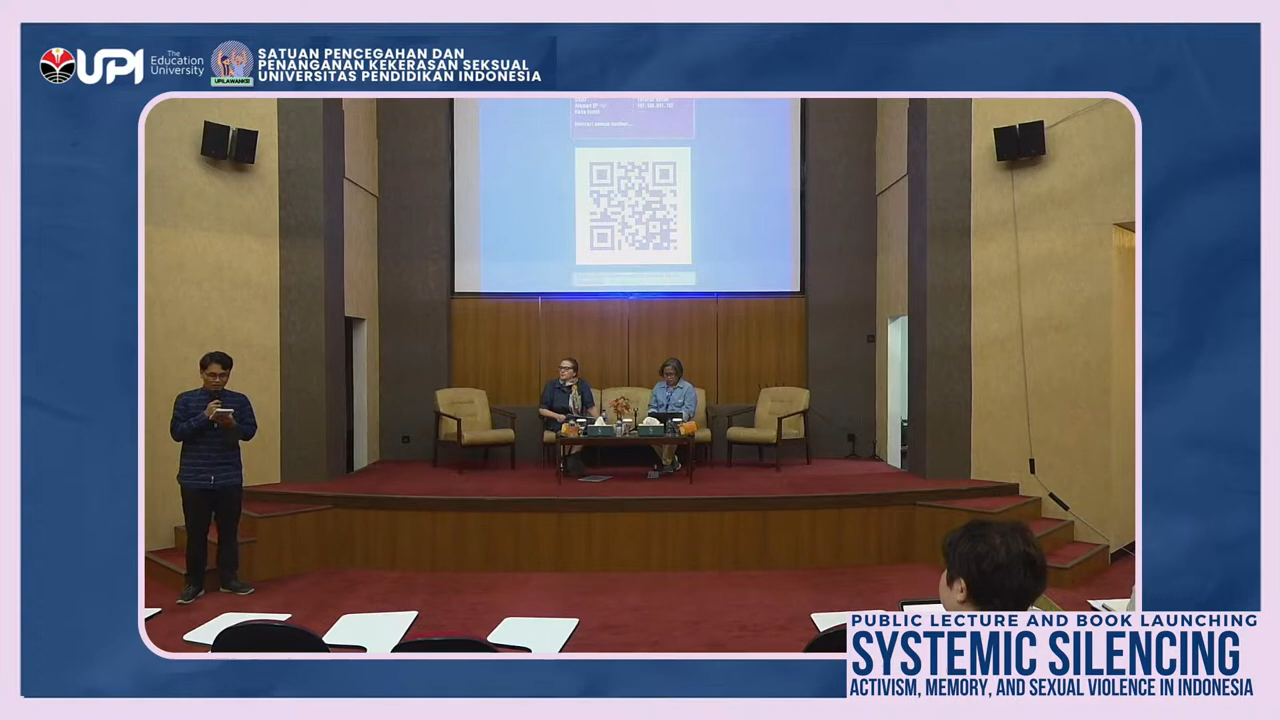 UPI
The
Education
University
UPILAWANKS!
SATUAN PENCEGAHAN DAN
PENANGANAN KEKERASAN SEKSUAL
UNIVERSITAS PENDIDIKAN INDONESIA
PUBLIC LECTURE AND BOOK LAUNCHING
SYSTEMIC SILENCING
ACTIVISM, MEMORY, AND SEXUAL VIOLENCE IN INDONESIA